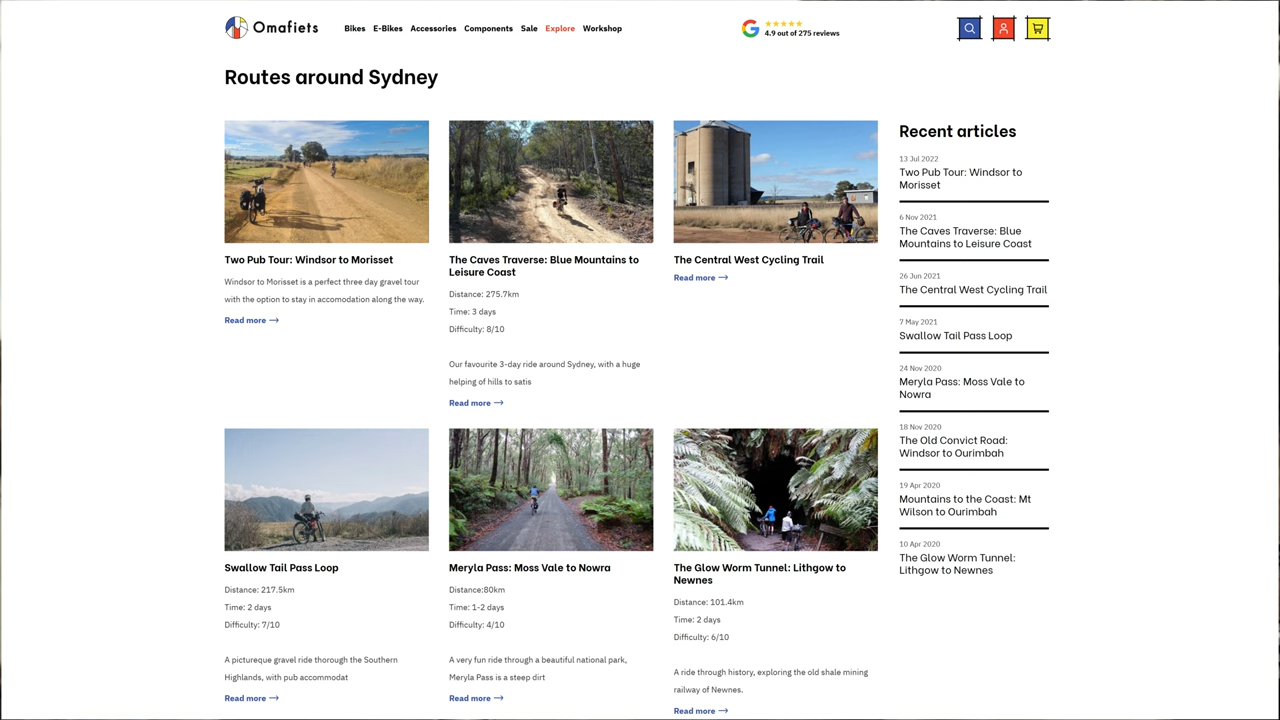 Omafiets
Bikes E-Bikes Accessories Components Sale Explore Workshop
4.9 out of 275 reviews
Routes around Sydney
Two Pub Tour: Windsor to Morisset
Windsor to Morisset is a perfect three day gravel tour
with the option to stay in accomodation along the way.
Read more
The Caves Traverse: Blue Mountains to
Leisure Coast
Distance: 275.7km
Time: 3 days
Difficulty: 8/10
Our favourite 3-day ride around Sydney, with a huge
helping of hills to satis
Read more
The Central West Cycling Trail
Read more
Swallow Tail Pass Loop
Distance: 217.5km
Time: 2 days
Difficulty: 7/10
A pictureque gravel ride thorough the Southern
Highlands, with pub accommodat
Read more
Meryla Pass: Moss Vale to Nowra
Distance:80km
Time: 1-2 days
Difficulty: 4/10
A very fun ride through a beautiful national park,
Meryla Pass is a steep dirt
Read more
The Glow Worm Tunnel: Lithgow to
Newnes
Distance: 101.4km
Time: 2 days
Difficulty: 6/10
A ride through history, exploring the old shale mining
railway of Newnes.
Read more
Recent articles
13 Jul 2022
Two Pub Tour: Windsor to
Morisset
6 Nov 2021
The Caves Traverse: Blue
Mountains to Leisure Coast
26 Jun 2021
The Central West Cycling Trail
7 May 2021
Swallow Tail Pass Loop
24 Nov 2020
Meryla Pass: Moss Vale to
Nowra
18 Nov 2020
The Old Convict Road:
Windsor to Ourimbah
19 Apr 2020
Mountains to the Coast: Mt
Wilson to Ourimbah
10 Apr 2020
The Glow Worm Tunnel:
Lithgow to Newnes